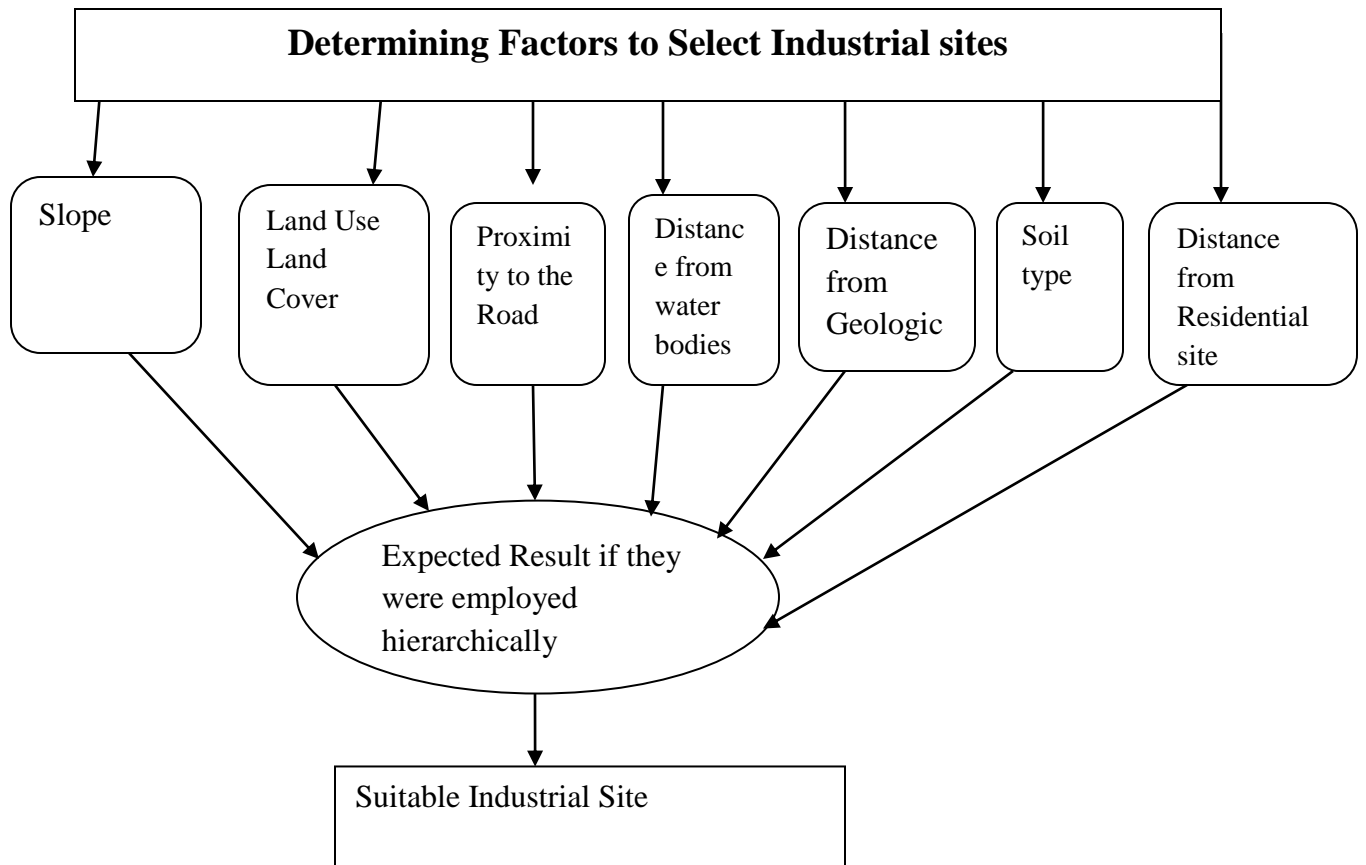 Determining Factors to Select Industrial sites
Slope
Land Use
Land
Cover
Proximi
ty to the
Road
Distanc
e from
water
bodies
Distance
from
Geologic
Soil
type
Distance
from
Residential
site
Expected Result if they
were employed
hierarchically
Suitable Industrial Site